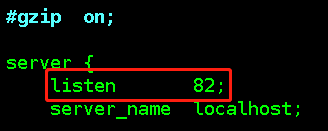 #gzip  on;
server {
listen       82;
server_name  localhost;